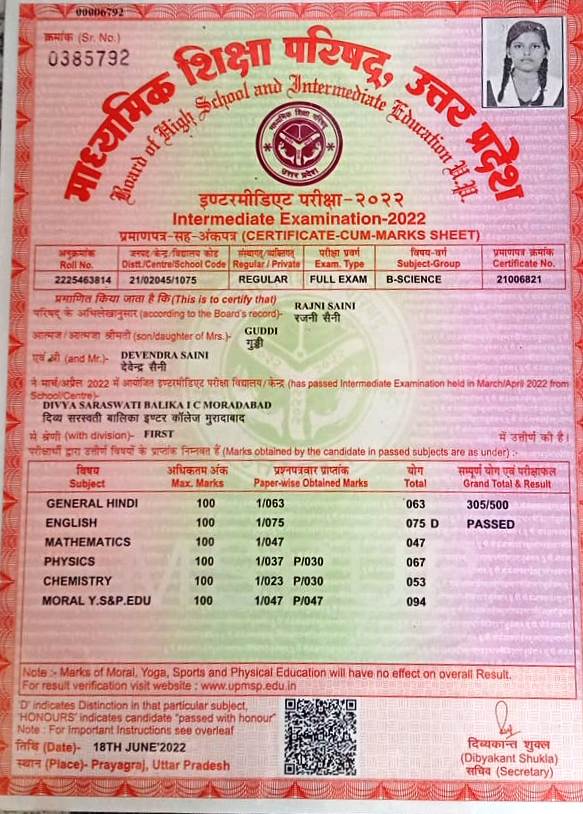 00006792
क्रमांक (Sr. No.)
0385792
माध्यमिक शिक्षा परिषद्, उत्तर प्रदेश
Board of High School and Intermediate Education U.P.
माध्यमिक शिक्षा परिषद्
उत्तर प्रदेश
इण्टरमीडिएट परीक्षा-२०२२
Intermediate Examination-2022
प्रमाणपत्र-सह-अंकपत्र (CERTIFICATE-CUM-MARKS SHEET)
अनुक्रमांक जनपद/केन्द्र/विद्यालय कोड संस्थागत/व्यक्तिगत परीक्षा प्रकार विषय-वर्ग प्रमाणपत्र क्रमांक
Roll No. Distt./Centre/School Code Regular / Private Exam. Type Subject-Group Certificate No.
2225463814 21/02045/1075 REGULAR FULL EXAM B-SCIENCE 21006821
प्रमाणित किया जाता है कि(This is to certify that) RAJNI SAINI
परिषद् के अभिलेखानुसार (according to the Board's record)- रजनी सैनी
आत्मज/आत्मजा श्रीमती (son/daughter of Mrs.)- GUDDI
गुड्डी
एवं श्री (and Mr.)- DEVENDRA SAINI
देवेन्द्र सैनी
ने मार्च/अप्रैल 2022 में आयोजित इण्टरमीडिएट परीक्षा विद्यालय/केन्द्र (has passed Intermediate Examination held in March/April 2022 from
School/Centre)-
DIVYA SARASWATI BALIKA I C MORADABAD
दिव्य सरस्वती बालिका इण्टर कॉलेज मुरादाबाद
में श्रेणी (with division)- FIRST में उत्तीर्ण की है।
परीक्षार्थी द्वारा उत्तीर्ण विषयों के प्राप्तांक निम्नवत हैं (Marks obtained by the candidate in passed subjects are as under) :-
विषय अधिकतम अंक प्रश्नपत्रवार प्राप्तांक योग सम्पूर्ण योग एवं परीक्षाफल
Subject Max. Marks Paper-wise Obtained Marks Total Grand Total & Result
GENERAL HINDI 100 1/063 063 305/500
ENGLISH 100 1/075 075 D PASSED
MATHEMATICS 100 1/047 047
PHYSICS 100 1/037 P/030 067
CHEMISTRY 100 1/023 P/030 053
MORAL Y.S&P.EDU 100 1/047 P/047 094
Note :- Marks of Moral, Yoga, Sports and Physical Education will have no effect on overall Result.
For result verification visit website : www.upmsp.edu.in
'D' indicates Distinction in that particular subject,
'HONOURS' indicates candidate "passed with honour"
Note : For Important Instructions see overleaf
तिथि (Date)- 18TH JUNE'2022
स्थान (Place)- Prayagraj, Uttar Pradesh
दिव्यकान्त शुक्ल
(Dibyakant Shukla)
सचिव (Secretary)